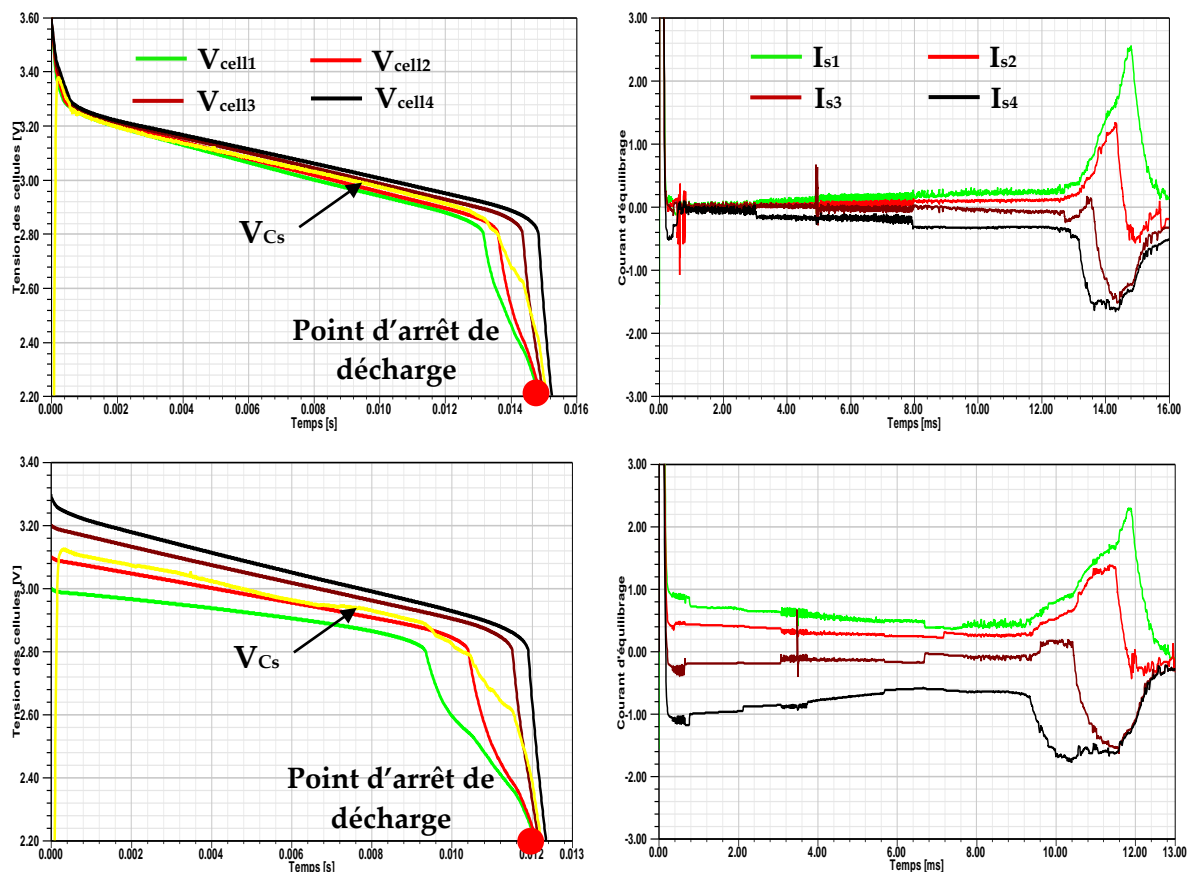 3.60
3.40
3.20
3.00
2.80
2.60
2.40
2.20
Tension des cellules [V]
Vcell1
Vcell2
Vcell3
Vcell4
VCs
Point d'arrêt de
décharge
0.000 0.002 0.004 0.006 0.008 0.010 0.012 0.014 0.016
Temps [s]
3.00
2.00
1.00
0.00
-1.00
-2.00
-3.00
Courant d'équilibrage
Is1
Is2
Is3
Is4
0.00 2.00 4.00 6.00 8.00 10.00 12.00 14.00 16.00
Temps [ms]
3.40
3.20
3.00
2.80
2.60
2.40
2.20
Tension des cellules [V]
VCs
Point d'arrêt de
décharge
0.000 0.002 0.004 0.006 0.008 0.010 0.012 0.013
Temps [s]
3.00
2.00
1.00
0.00
-1.00
-2.00
-3.00
Courant d'équilibrage
0.00 2.00 4.00 6.00 8.00 10.00 12.00 13.00
Temps [ms]